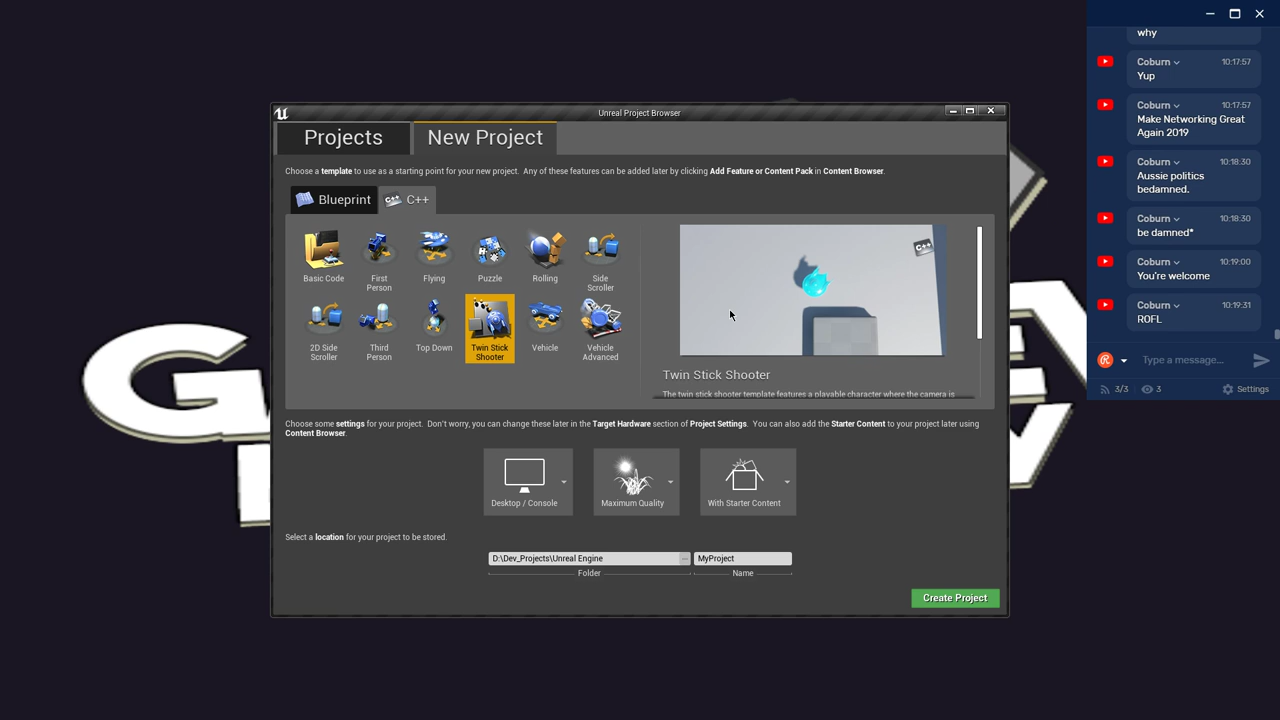 Unreal Project Browser
Projects
New Project
Choose a template to use as a starting point for your new project. Any of these features can be added later by clicking Add Feature or Content Pack in Content Browser.
Blueprint
C++
Basic Code
First Person
Flying
Puzzle
Rolling
Side Scroller
2D Side Scroller
Third Person
Top Down
Twin Stick Shooter
Vehicle
Vehicle Advanced
C++
Twin Stick Shooter
The twin stick shooter template features a playable character where the camera is
Choose some settings for your project. Don't worry, you can change these later in the Target Hardware section of Project Settings. You can also add the Starter Content to your project later using
Content Browser.
Desktop / Console
Maximum Quality
With Starter Content
Select a location for your project to be stored.
D:\Dev_Projects\Unreal Engine
...
MyProject
Folder
Name
Create Project
why
Coburn 10:17:57
Yup
Coburn 10:17:57
Make Networking Great
Again 2019
Coburn 10:18:30
Aussie politics
bedamned.
Coburn 10:18:30
be damned*
Coburn 10:19:00
You're welcome
Coburn 10:19:31
ROFL
Type a message...
3/3
3
Settings